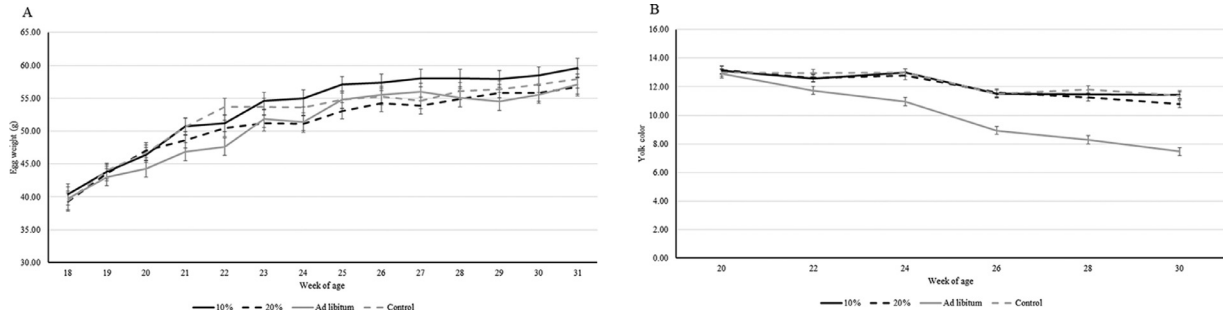 A
Egg weight (g)
65.00
60.00
55.00
50.00
45.00
40.00
35.00
30.00
18 19 20 21 22 23 24 25 26 27 28 29 30 31
Week of age
10% 20% Ad libitum Control
B
Yolk color
16.00
14.00
12.00
10.00
8.00
6.00
4.00
2.00
0.00
20 22 24 26 28 30
Week of age
10% 20% Ad libitum Control